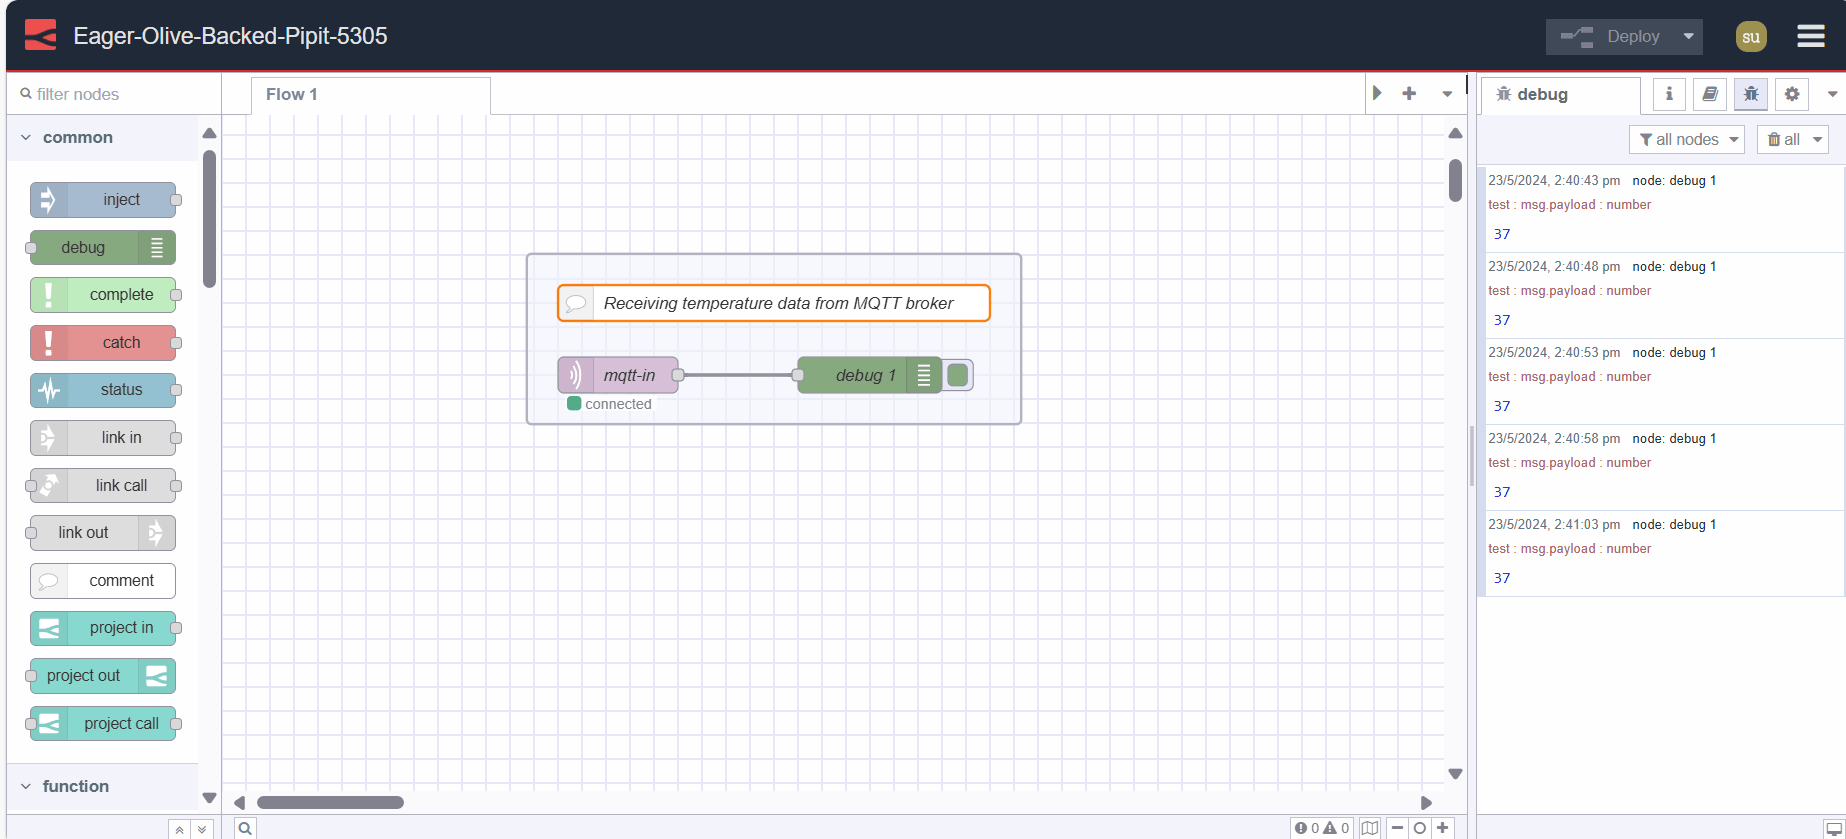 Eager-Olive-Backed-Pipit-5305
Deploy
su
filter nodes
common
inject
debug
complete
catch
status
link in
link call
link out
comment
project in
project out
project call
function
Flow 1
Receiving temperature data from MQTT broker
mqtt-in
debug 1
connected
0
0
debug
all nodes
all
23/5/2024, 2:40:43 pm node: debug 1
test : msg.payload : number
37
23/5/2024, 2:40:48 pm node: debug 1
test : msg.payload : number
37
23/5/2024, 2:40:53 pm node: debug 1
test : msg.payload : number
37
23/5/2024, 2:40:58 pm node: debug 1
test : msg.payload : number
37
23/5/2024, 2:41:03 pm node: debug 1
test : msg.payload : number
37